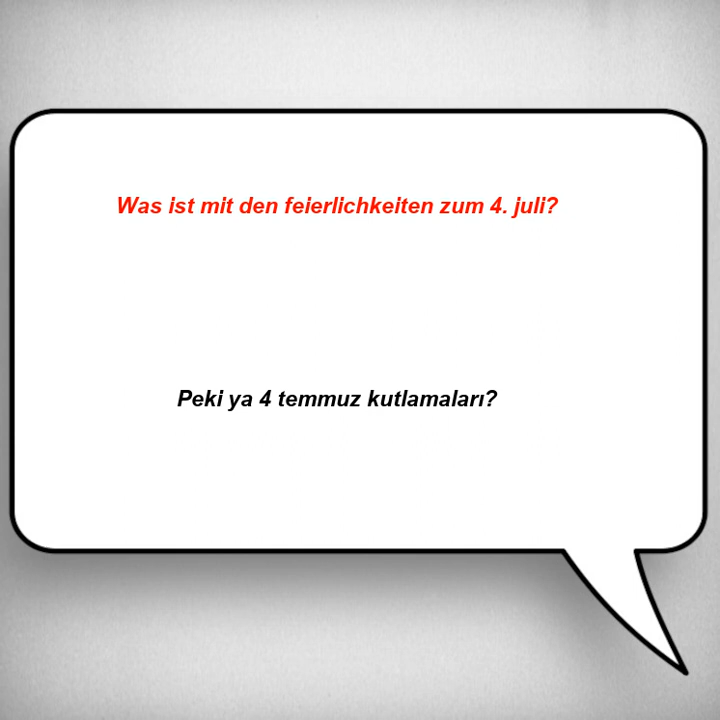 Was ist mit den feierlichkeiten zum 4. juli?
Peki ya 4 temmuz kutlamaları?